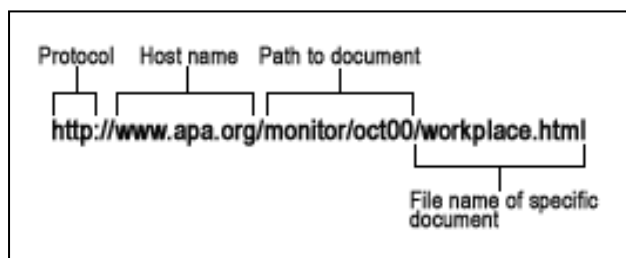 Protocol Host name Path to document
http://www.apa.org/monitor/oct00/workplace.html
File name of specific
document